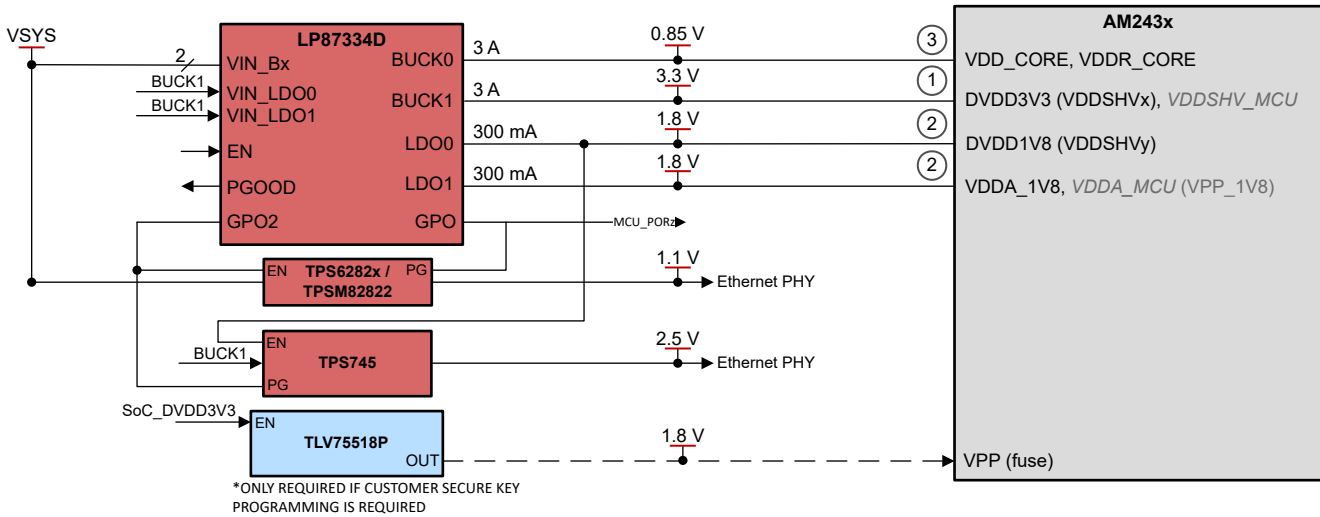 VSYS
LP87334D
AM243x
2
VIN_Bx
BUCK0
3 A
0.85 V
3
VDD_CORE, VDDR_CORE
BUCK1
VIN_LDO0
BUCK1
3 A
3.3 V
1
DVDD3V3 (VDDSHVx), VDDSHV_MCU
BUCK1
VIN_LDO1
LDO0
300 mA
1.8 V
2
DVDD1V8 (VDDSHVy)
EN
LDO1
300 mA
1.8 V
2
VDDA_1V8, VDDA_MCU (VPP_1V8)
PGOOD
GPO2
GPO
MCU_PORz
EN
TPS6282x /
TPSM82822
PG
1.1 V
Ethernet PHY
EN
BUCK1
TPS745
PG
2.5 V
Ethernet PHY
SoC_DVDD3V3
EN
TLV75518P
OUT
1.8 V
VPP (fuse)
*ONLY REQUIRED IF CUSTOMER SECURE KEY
PROGRAMMING IS REQUIRED